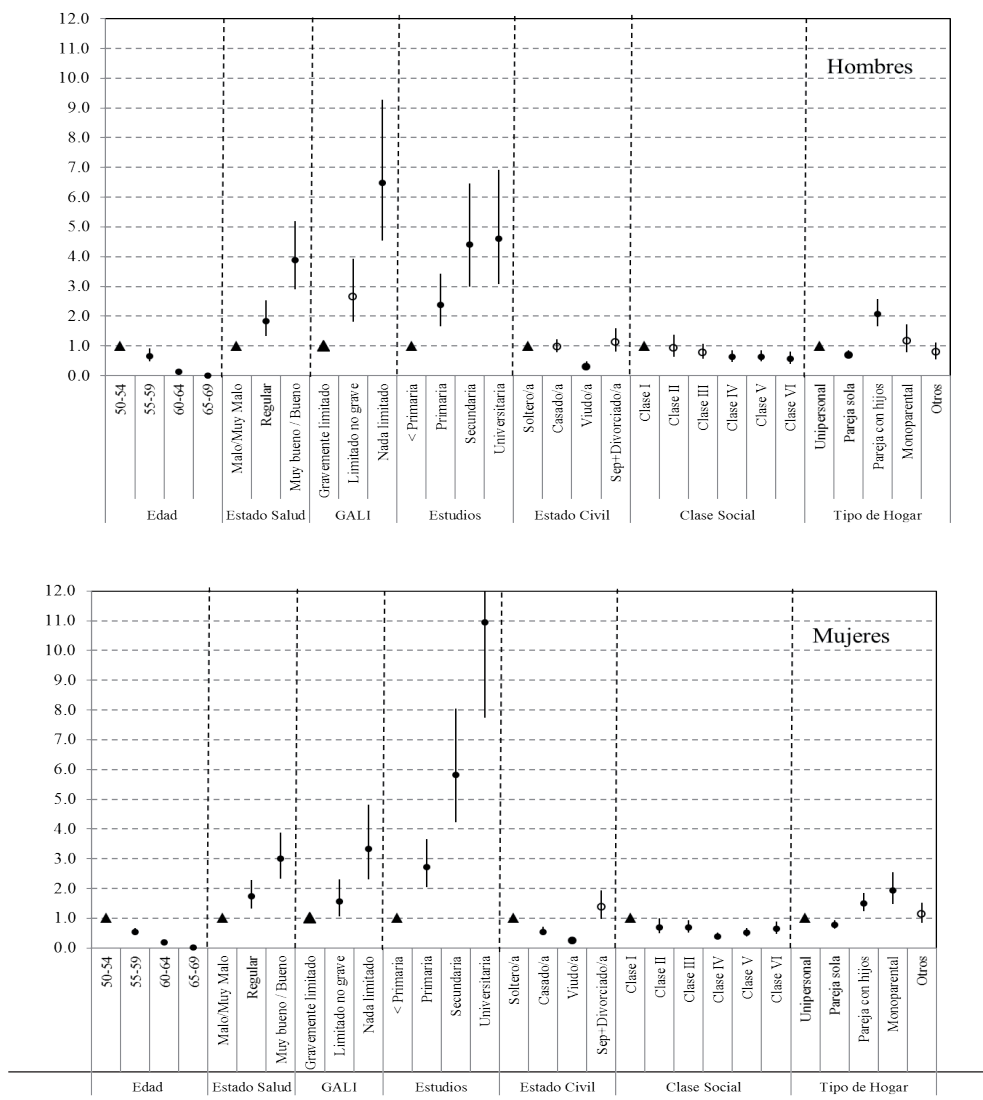 12.0
11.0
10.0
9.0
8.0
7.0
6.0
5.0
4.0
3.0
2.0
1.0
0.0
Hombres
50-54
55-59
60-64
65-69
Malo/Muy Malo
Regular
Muy bueno / Bueno
Gravemente limitado
Limitado no grave
Nada limitado
< Primaria
Primaria
Secundaria
Universitaria
Soltero/a
Casado/a
Viudo/a
Sep+Divorciado/a
Clase I
Clase II
Clase III
Clase IV
Clase V
Clase VI
Unipersonal
Pareja sola
Pareja con hijos
Monoparental
Otros
Edad Estado Salud GALI Estudios Estado Civil Clase Social Tipo de Hogar
12.0
11.0
10.0
9.0
8.0
7.0
6.0
5.0
4.0
3.0
2.0
1.0
0.0
Mujeres
50-54
55-59
60-64
65-69
Malo/Muy Malo
Regular
Muy bueno / Bueno
Gravemente limitado
Limitado no grave
Nada limitado
< Primaria
Primaria
Secundaria
Universitaria
Soltero/a
Casado/a
Viudo/a
Sep+Divorciado/a
Clase I
Clase II
Clase III
Clase IV
Clase V
Clase VI
Unipersonal
Pareja sola
Pareja con hijos
Monoparental
Otros
Edad Estado Salud GALI Estudios Estado Civil Clase Social Tipo de Hogar